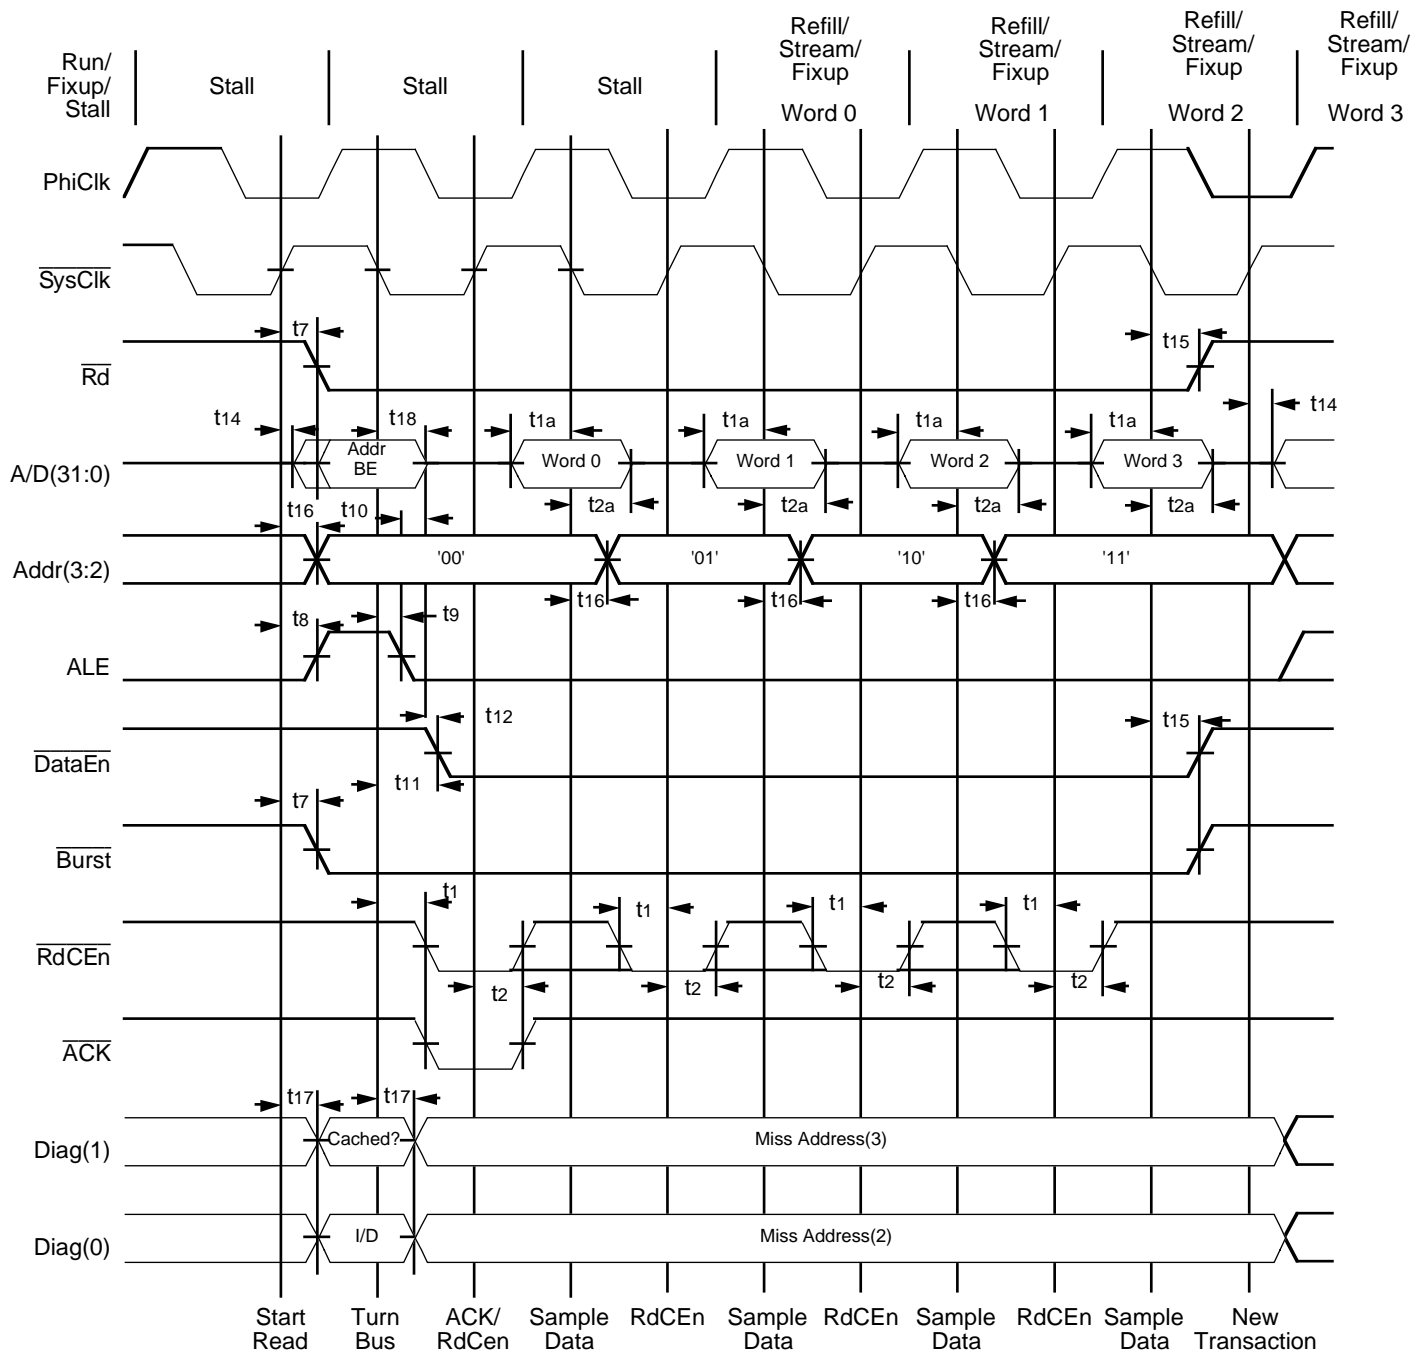 Refill/ Refill/ Refill/ Refill/
Stream/ Stream/ Stream/ Stream/
Run/ Fixup Fixup Fixup Fixup
Fixup/ Stall Stall Stall
Stall Word 0 Word 1 Word 2 Word 3
PhiClk
SysClk
t7 t15
Rd
t14 t18 t1a t1a t1a t1a t14
Addr
BE Word 0 Word 1 Word 2 Word 3
A/D(31:0)
t2a t2a t2a t2a
t16 t10
'00' '01' '10' '11'
Addr(3:2)
t16 t16 t16
t8 t9
ALE
t12 t15
DataEn
t11
t7
Burst
t1
t1 t1 t1
RdCEn
t2 t2 t2 t2
ACK
t17 t17
Cached? Miss Address(3)
Diag(1)
I/D Miss Address(2)
Diag(0)
Start Turn ACK/ Sample RdCEn Sample RdCEn Sample RdCEn Sample New
Read Bus RdCen Data Data Data Data Transaction